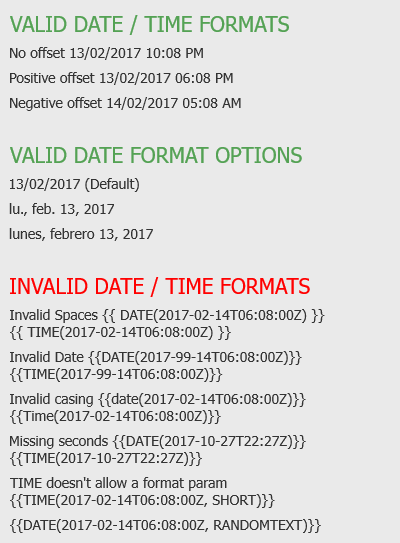 VALID DATE / TIME FORMATS
No offset 13/02/2017 10:08 PM
Positive offset 13/02/2017 06:08 PM
Negative offset 14/02/2017 05:08 AM
VALID DATE FORMAT OPTIONS
13/02/2017 (Default)
lu., feb. 13, 2017
lunes, febrero 13, 2017
INVALID DATE / TIME FORMATS
Invalid Spaces {{ DATE(2017-02-14T06:08:00Z) }}
{{ TIME(2017-02-14T06:08:00Z) }}
Invalid Date {{DATE(2017-99-14T06:08:00Z)}}
{{TIME(2017-99-14T06:08:00Z)}}
Invalid casing {{date(2017-02-14T06:08:00Z)}}
{{Time(2017-02-14T06:08:00Z)}}
Missing seconds {{DATE(2017-10-27T22:27Z)}}
{{TIME(2017-10-27T22:27Z)}}
TIME doesn't allow a format param
{{TIME(2017-02-14T06:08:00Z, SHORT)}}
{{DATE(2017-02-14T06:08:00Z, RANDOMTEXT)}}